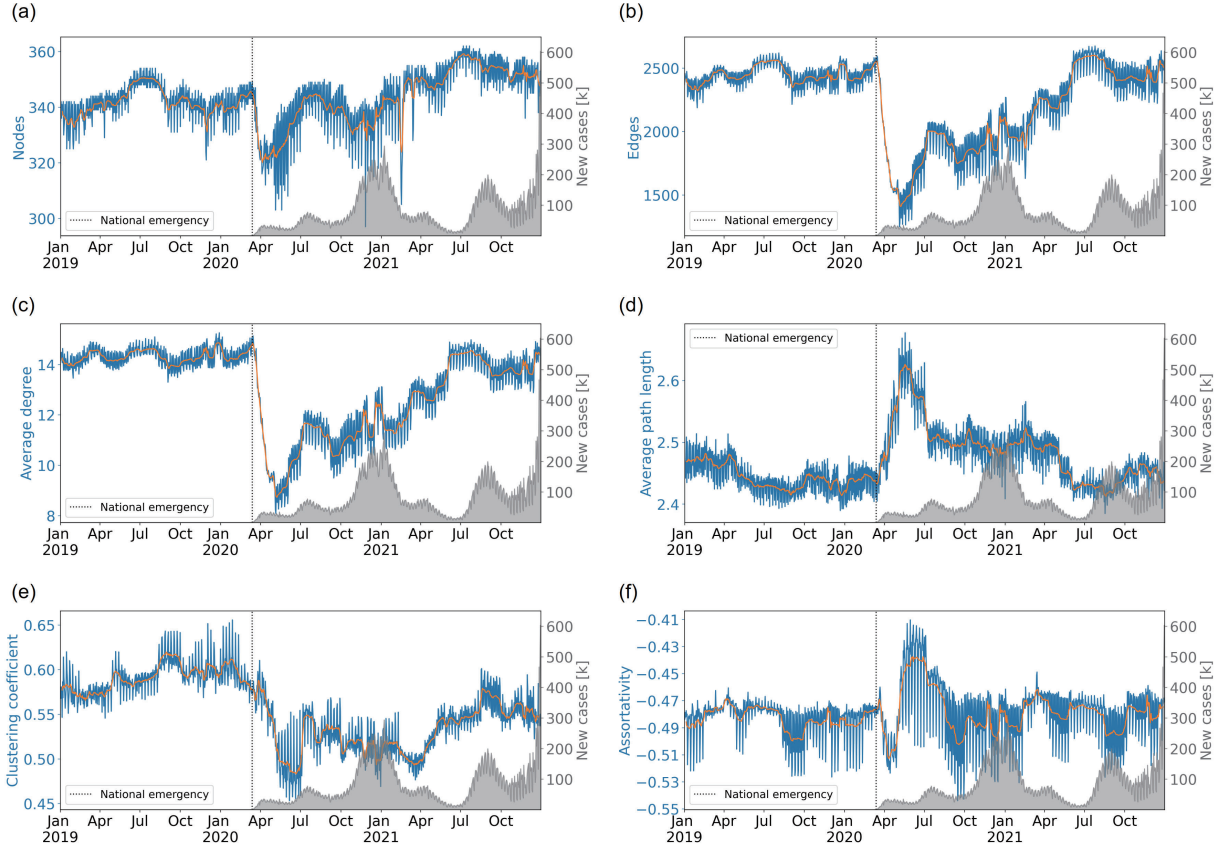 (a)
360
340
320
300
Nodes
600
500
400
300
200
100
New cases [k]
National emergency
Jan Apr Jul Oct Jan Apr Jul Oct Jan Apr Jul Oct
2019 2020 2021
(b)
2500
2000
1500
Edges
600
500
400
300
200
100
New cases [k]
National emergency
Jan Apr Jul Oct Jan Apr Jul Oct Jan Apr Jul Oct
2019 2020 2021
(c)
14
12
10
8
Average degree
600
500
400
300
200
100
New cases [k]
National emergency
Jan Apr Jul Oct Jan Apr Jul Oct Jan Apr Jul Oct
2019 2020 2021
(d)
National emergency
2.6
2.5
2.4
Average path length
600
500
400
300
200
100
New cases [k]
Jan Apr Jul Oct Jan Apr Jul Oct Jan Apr Jul Oct
2019 2020 2021
(e)
0.65
0.60
0.55
0.50
0.45
Clustering coefficient
600
500
400
300
200
100
New cases [k]
National emergency
Jan Apr Jul Oct Jan Apr Jul Oct Jan Apr Jul Oct
2019 2020 2021
(f)
−0.41
−0.43
−0.45
−0.47
−0.49
−0.51
−0.53
−0.55
Assortativity
600
500
400
300
200
100
New cases [k]
National emergency
Jan Apr Jul Oct Jan Apr Jul Oct Jan Apr Jul Oct
2019 2020 2021